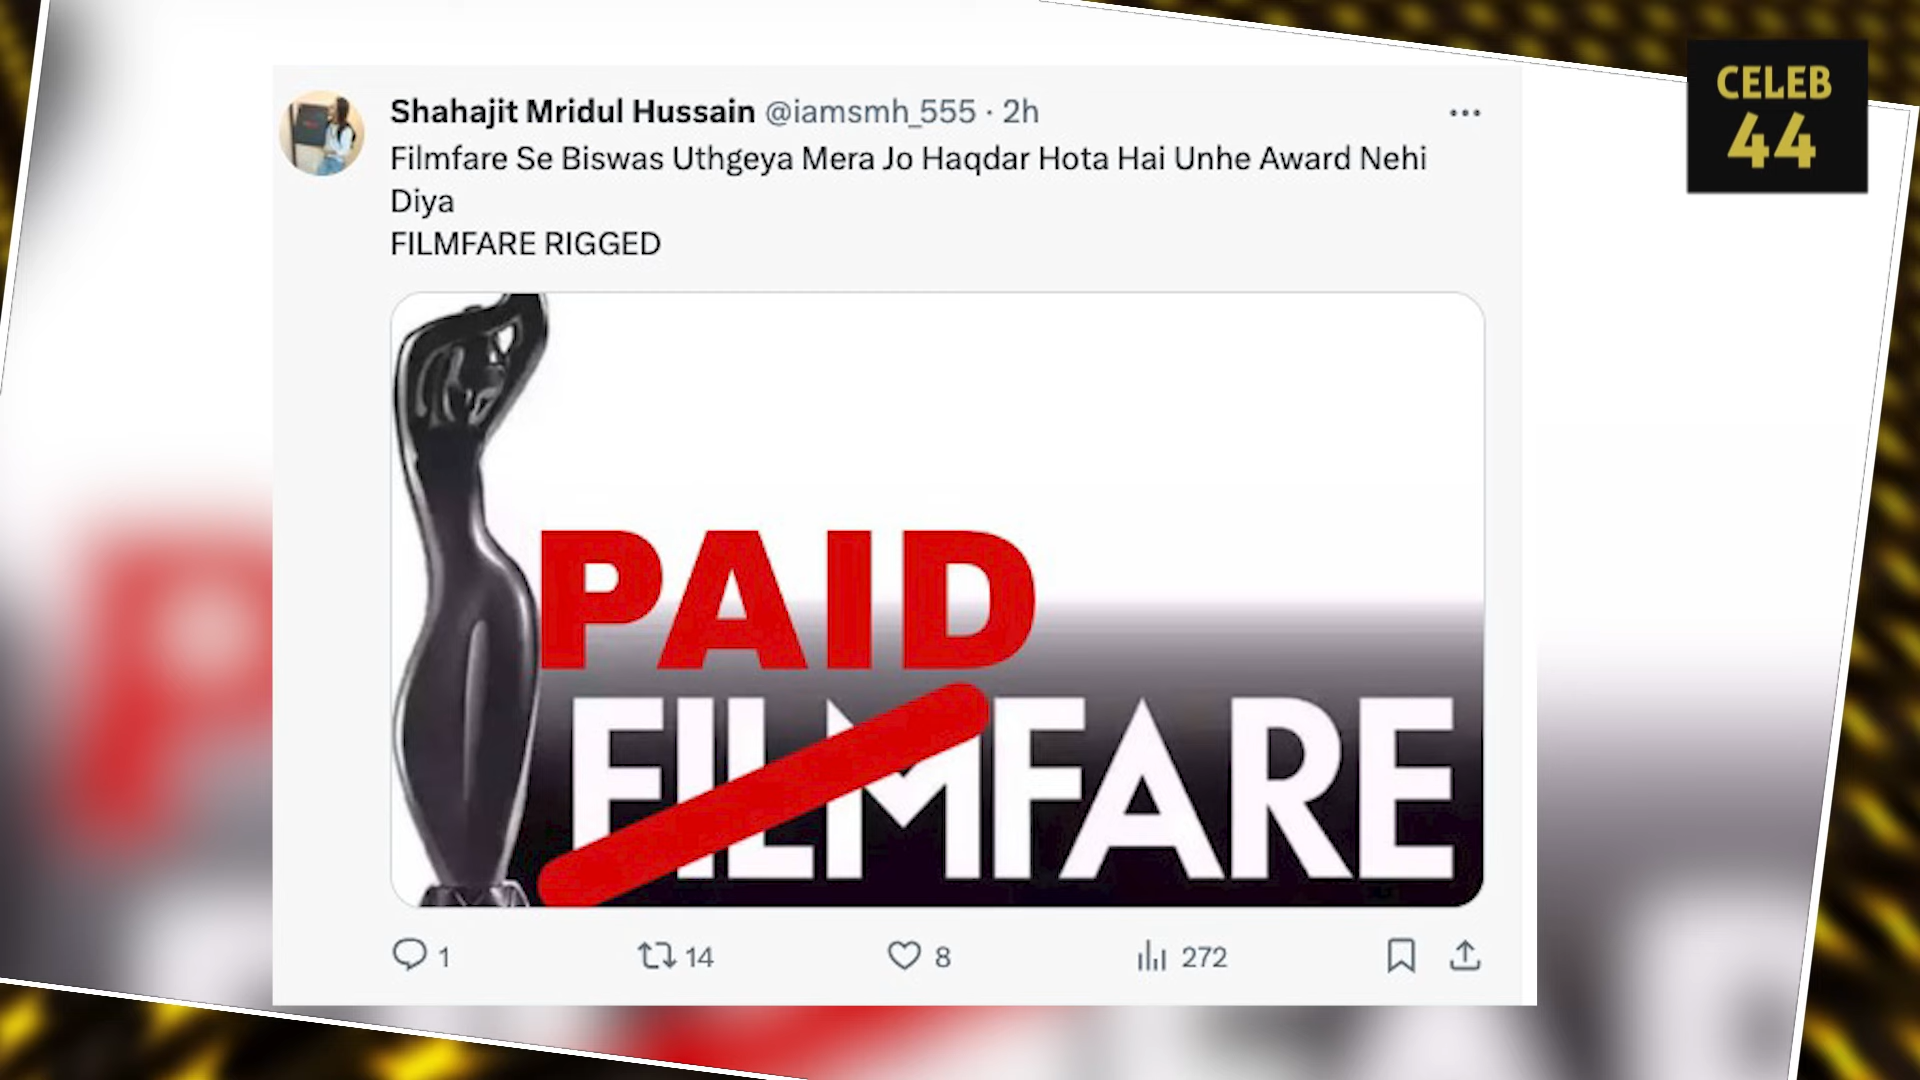 CELEB
44
Shahajit Mridul Hussain @iamsmh_555 · 2h
Filmfare Se Biswas Uthgeya Mera Jo Haqdar Hota Hai Unhe Award Nehi
Diya
FILMFARE RIGGED
PAID
FILMFARE
1 14 8 272